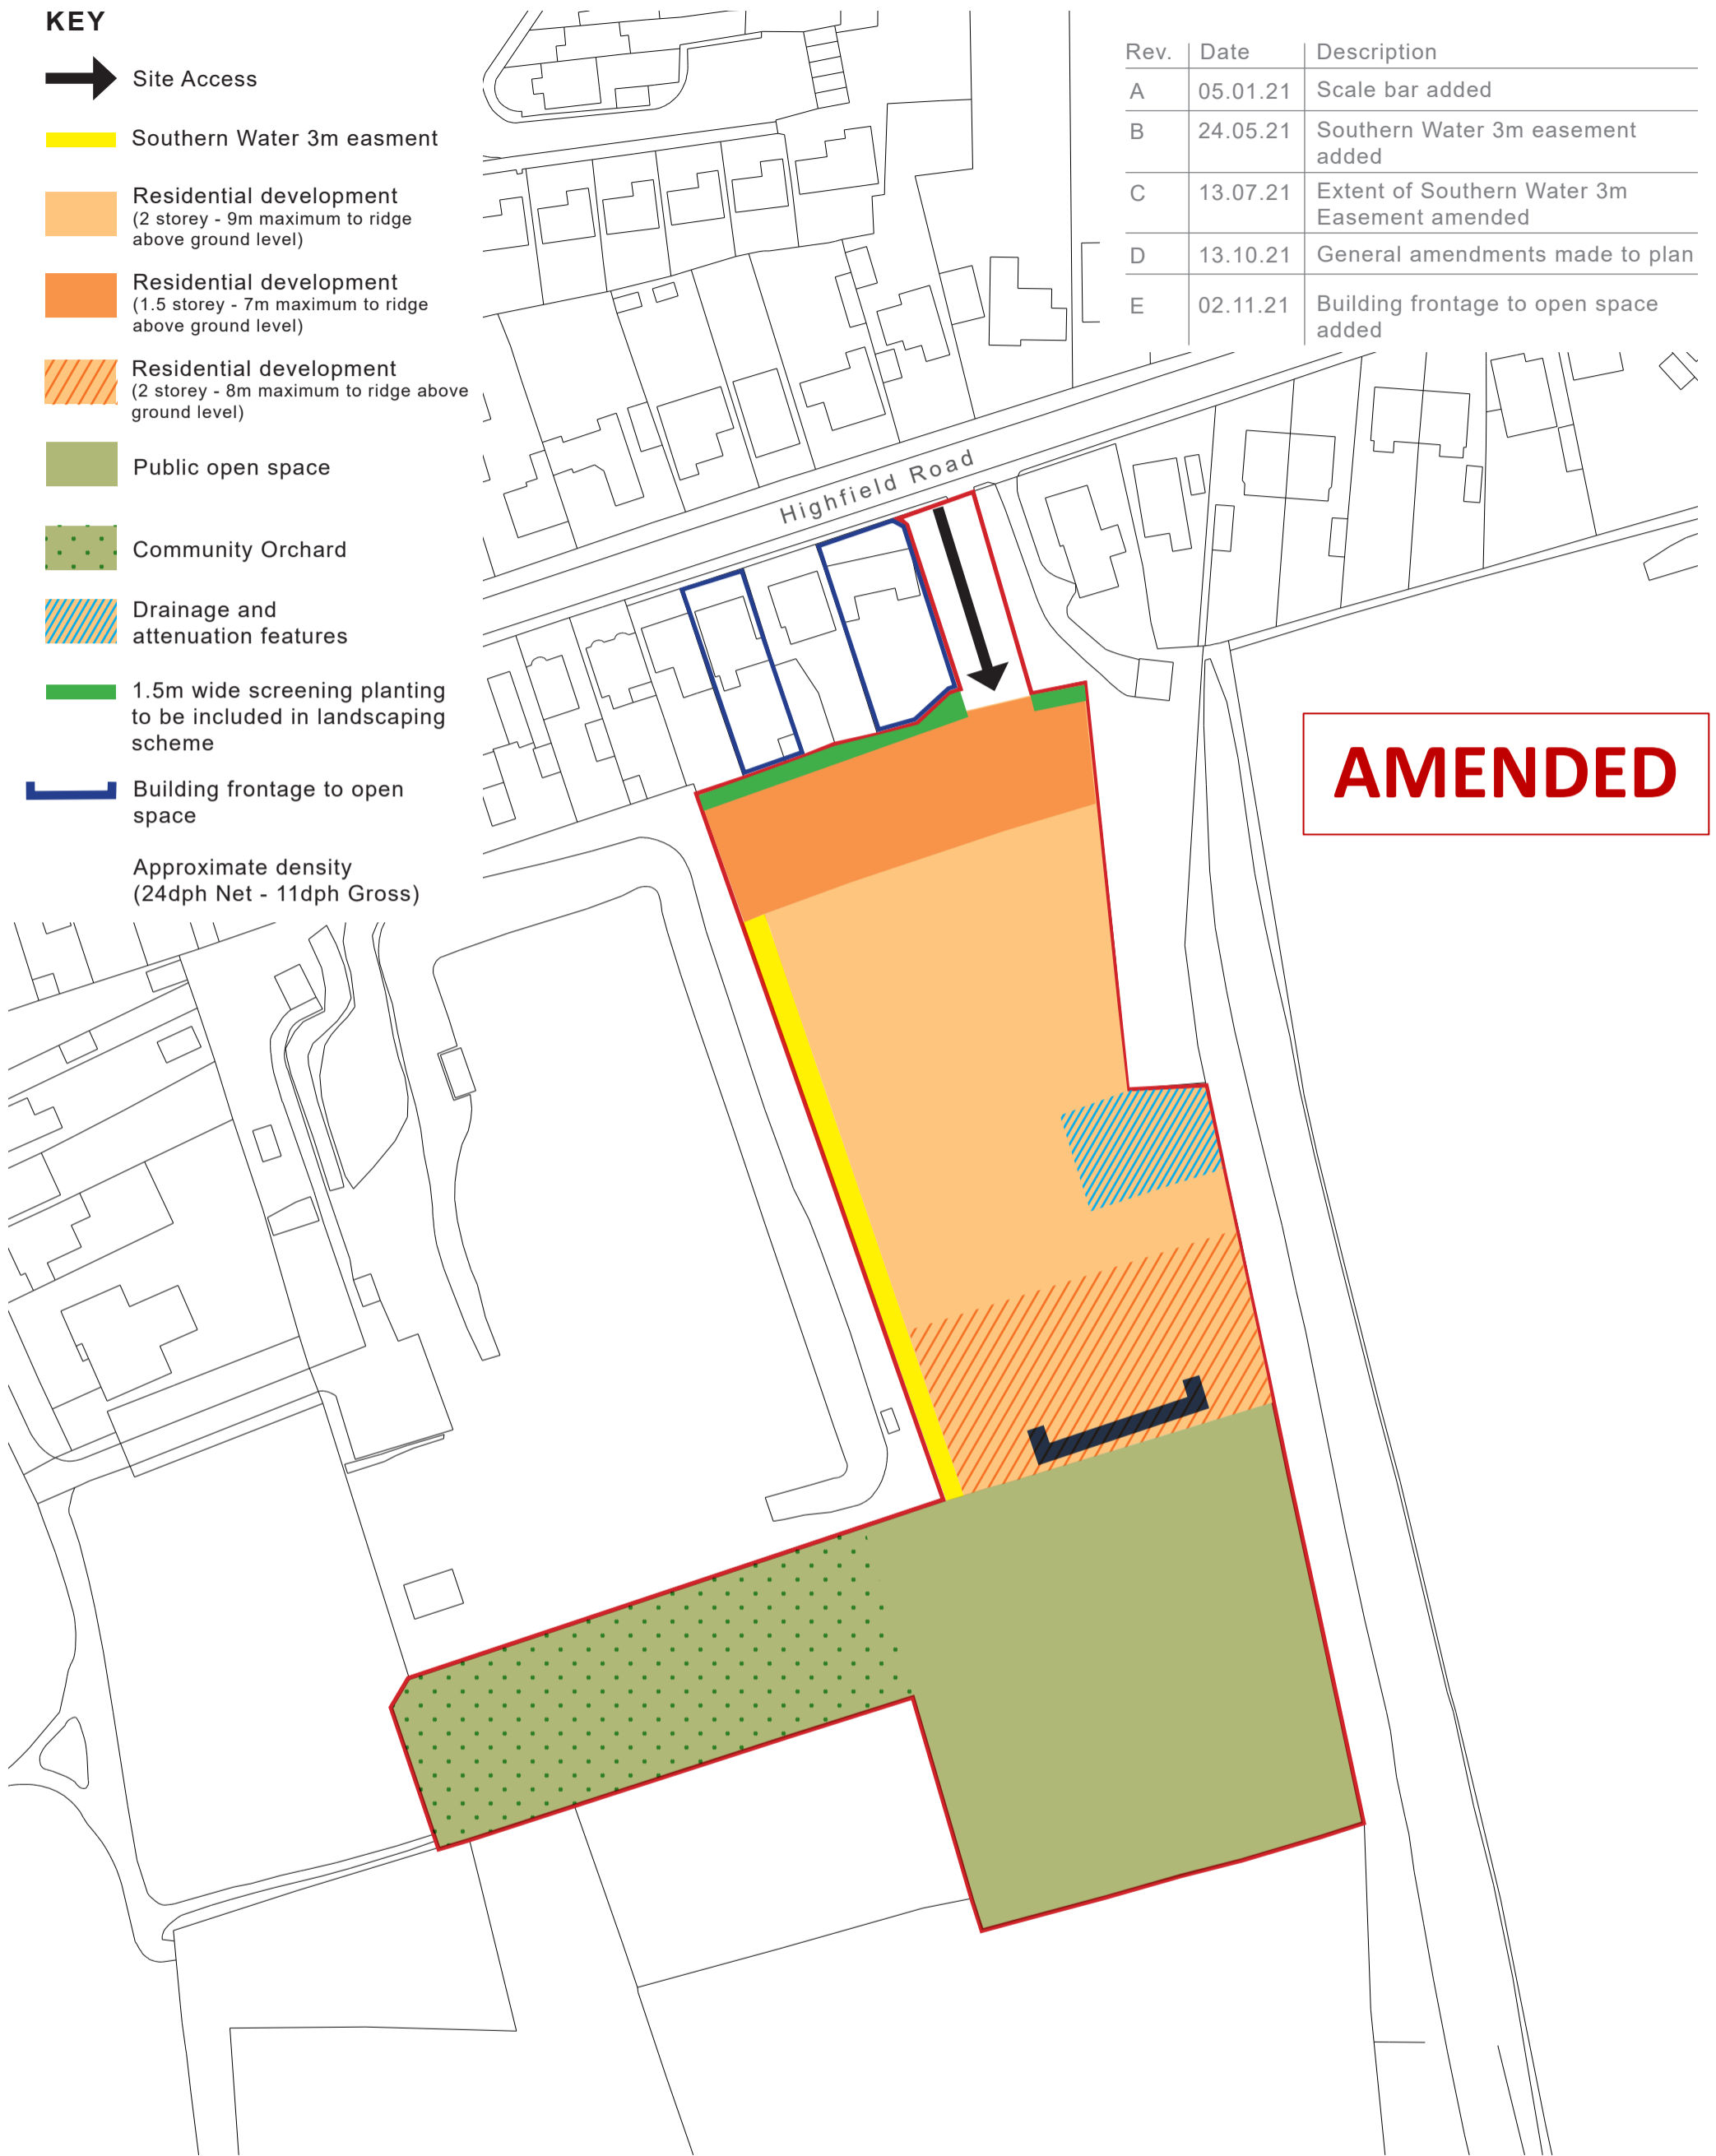 KEY
Site Access
Southern Water 3m easment
Residential development
(2 storey - 9m maximum to ridge
above ground level)
Residential development
(1.5 storey - 7m maximum to ridge
above ground level)
Residential development
(2 storey - 8m maximum to ridge above
ground level)
Public open space
Community Orchard
Drainage and
attenuation features
1.5m wide screening planting
to be included in landscaping
scheme
Building frontage to open
space
Approximate density
(24dph Net - 11dph Gross)
Rev. Date Description
A 05.01.21 Scale bar added
B 24.05.21 Southern Water 3m easement
added
C 13.07.21 Extent of Southern Water 3m
Easement amended
D 13.10.21 General amendments made to plan
E 02.11.21 Building frontage to open space
added
Highfield Road
AMENDED